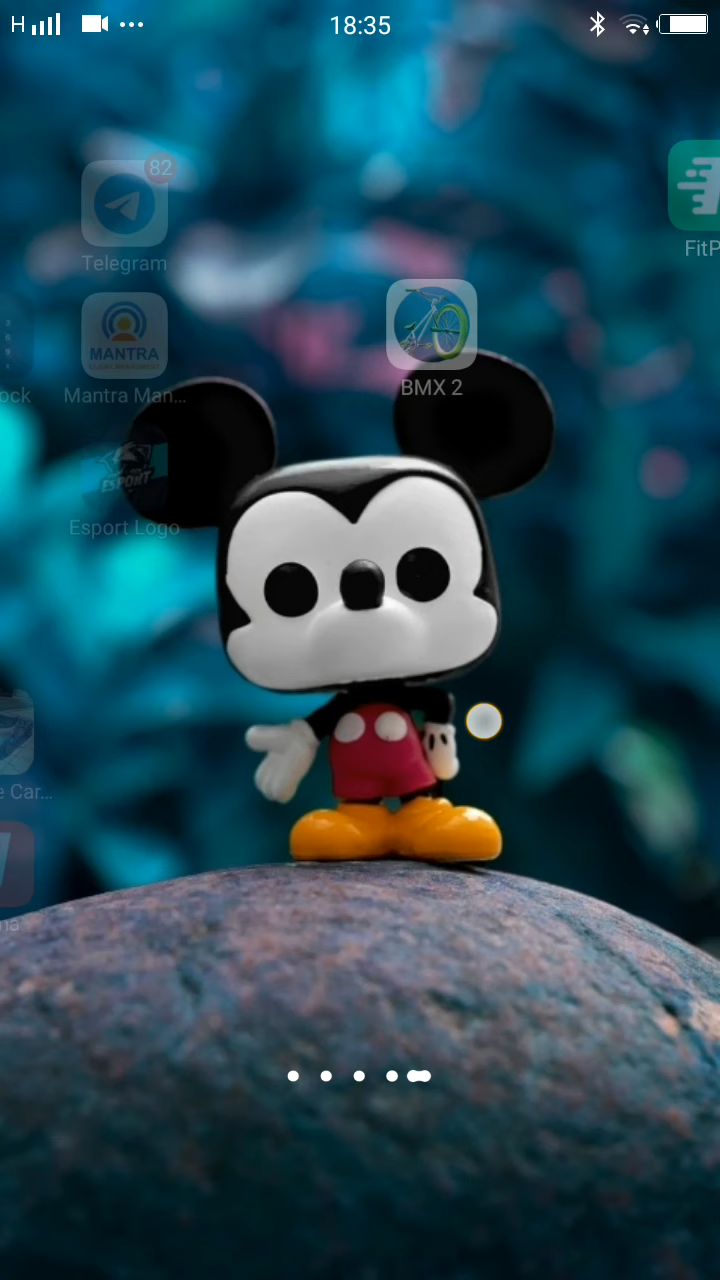 H 18:35
82
Telegram
FitP
MANTRA
Mantra Man...
ock
BMX 2
ESPORT
Esport Logo
e Car...
na